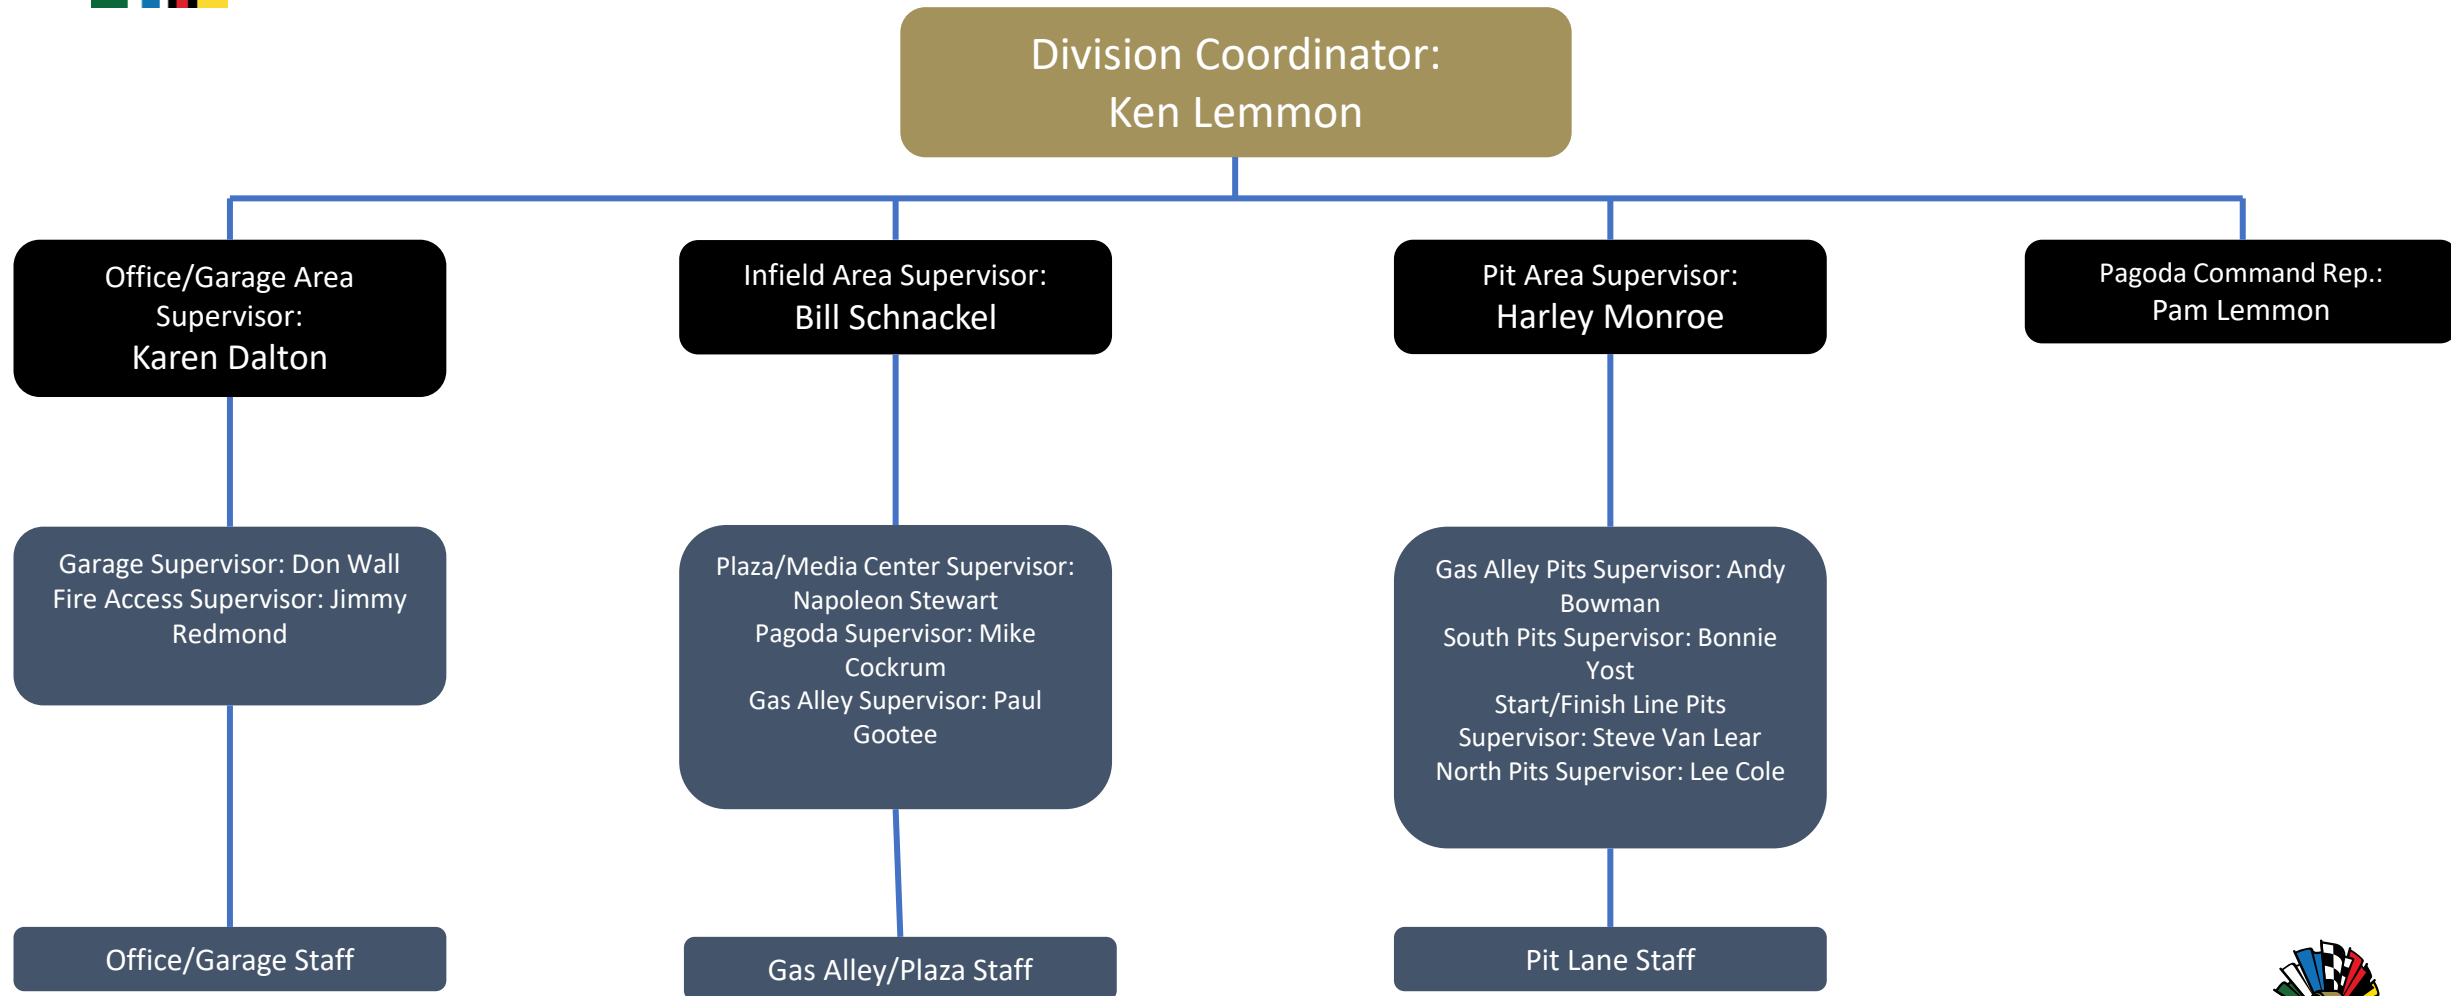 Division Coordinator:
Ken Lemmon
Office/Garage Area
Supervisor:
Karen Dalton
Infield Area Supervisor:
Bill Schnackel
Pit Area Supervisor:
Harley Monroe
Pagoda Command Rep.:
Pam Lemmon
Garage Supervisor: Don Wall
Fire Access Supervisor: Jimmy
Redmond
Plaza/Media Center Supervisor:
Napoleon Stewart
Pagoda Supervisor: Mike
Cockrum
Gas Alley Supervisor: Paul
Gootee
Gas Alley Pits Supervisor: Andy
Bowman
South Pits Supervisor: Bonnie
Yost
Start/Finish Line Pits
Supervisor: Steve Van Lear
North Pits Supervisor: Lee Cole
Office/Garage Staff
Gas Alley/Plaza Staff
Pit Lane Staff